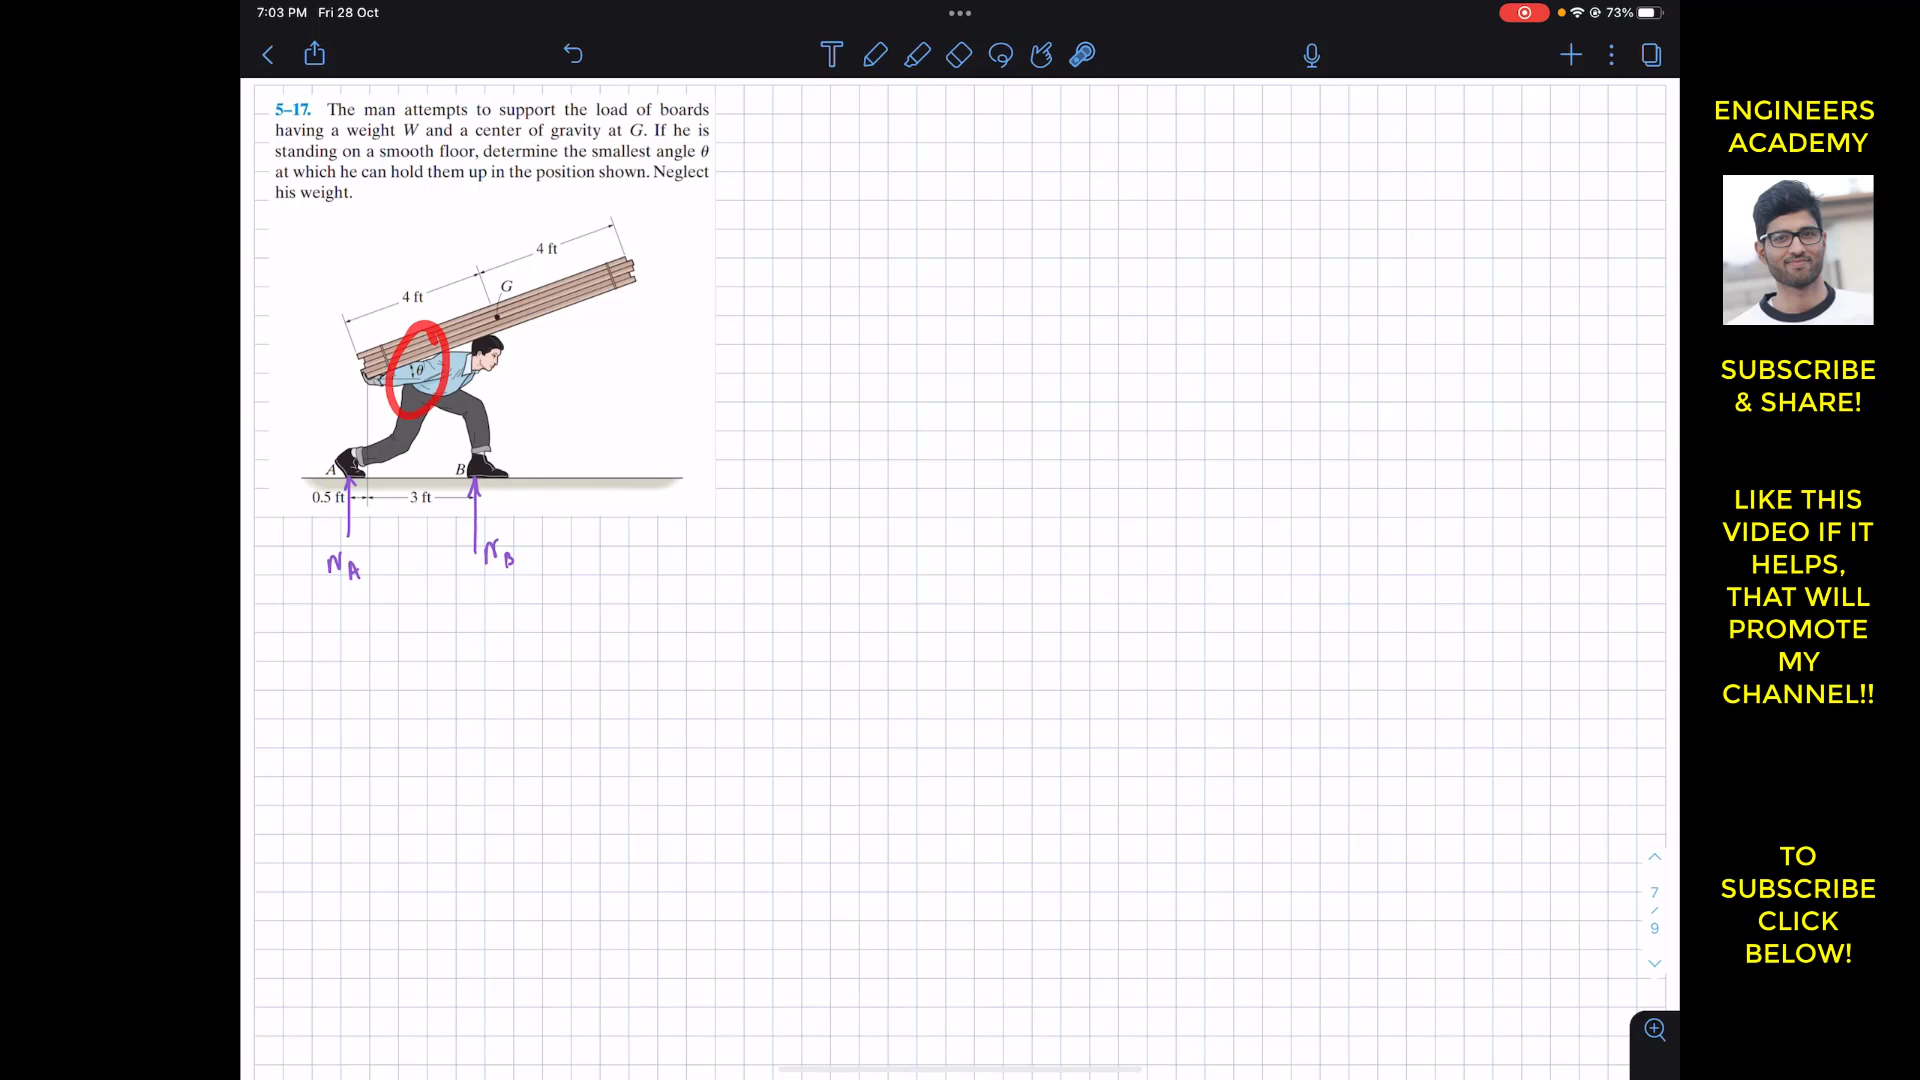 7:03 PM Fri 28 Oct
73%
5–17. The man attempts to support the load of boards
having a weight W and a center of gravity at G. If he is
standing on a smooth floor, determine the smallest angle θ
at which he can hold them up in the position shown. Neglect
his weight.
4 ft
4 ft
G
θ
A
B
0.5 ft
3 ft
N_A
N_B
7
/
9
ENGINEERS
ACADEMY
SUBSCRIBE
& SHARE!
LIKE THIS
VIDEO IF IT
HELPS,
THAT WILL
PROMOTE
MY
CHANNEL!!
TO
SUBSCRIBE
CLICK
BELOW!